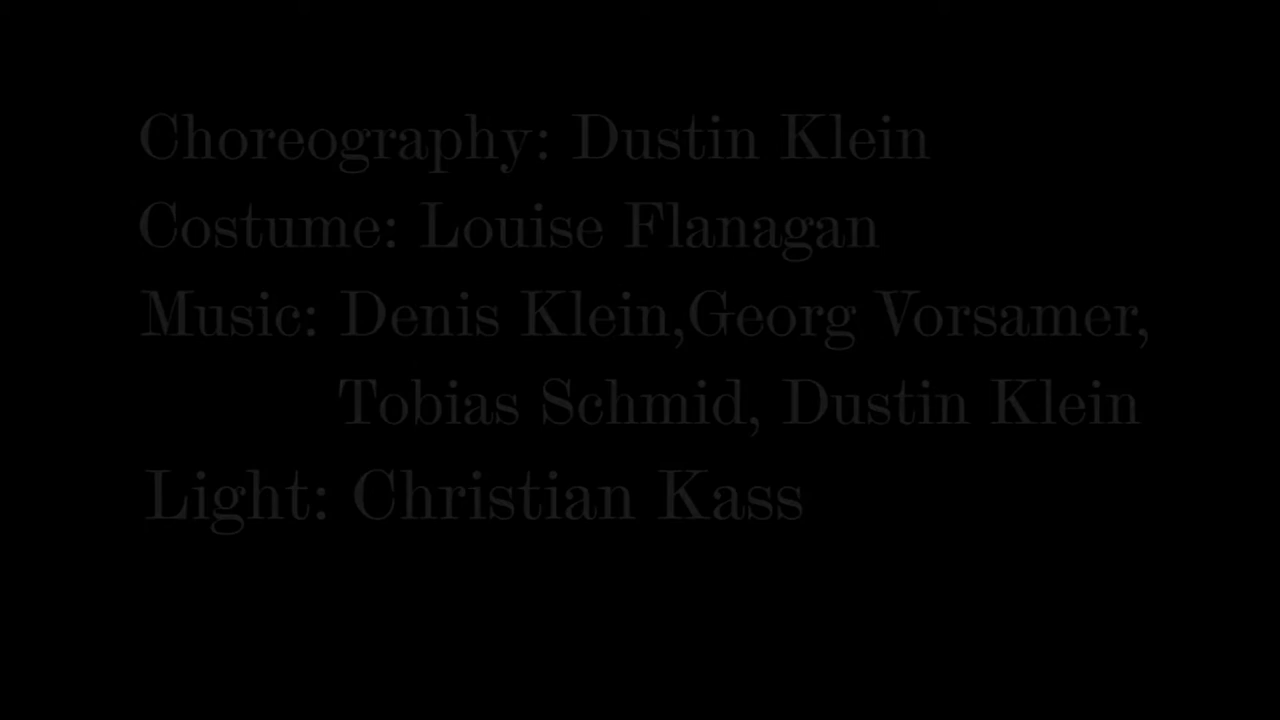 Choreography: Dustin Klein
Costume: Louise Flanagan
Music: Denis Klein,Georg Vorsamer,
Tobias Schmid, Dustin Klein
Light: Christian Kass